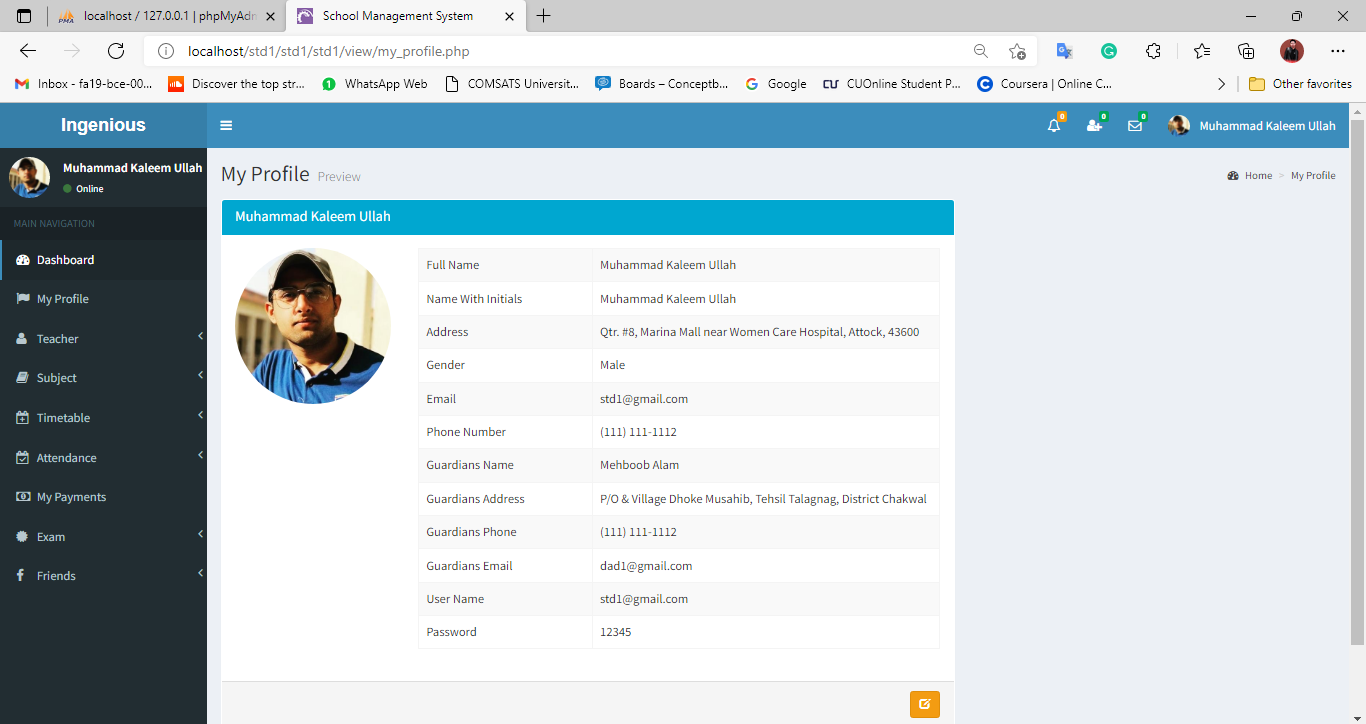 localhost / 127.0.0.1 | phpMyAdn
School Management System
localhost/std1/std1/std1/view/my_profile.php
Inbox - fa19-bce-00...
Discover the top str...
WhatsApp Web
COMSATS Universit...
Boards – Conceptb...
Google
CUOnline Student P...
Coursera | Online C...
Other favorites
Ingenious
0
0
0
Muhammad Kaleem Ullah
Muhammad Kaleem Ullah
Online
MAIN NAVIGATION
Dashboard
My Profile
Teacher
Subject
Timetable
Attendance
My Payments
Exam
Friends
My Profile Preview
Home > My Profile
Muhammad Kaleem Ullah
Full Name Muhammad Kaleem Ullah
Name With Initials Muhammad Kaleem Ullah
Address Qtr. #8, Marina Mall near Women Care Hospital, Attock, 43600
Gender Male
Email std1@gmail.com
Phone Number (111) 111-1112
Guardians Name Mehboob Alam
Guardians Address P/O & Village Dhoke Musahib, Tehsil Talagnag, District Chakwal
Guardians Phone (111) 111-1112
Guardians Email dad1@gmail.com
User Name std1@gmail.com
Password 12345